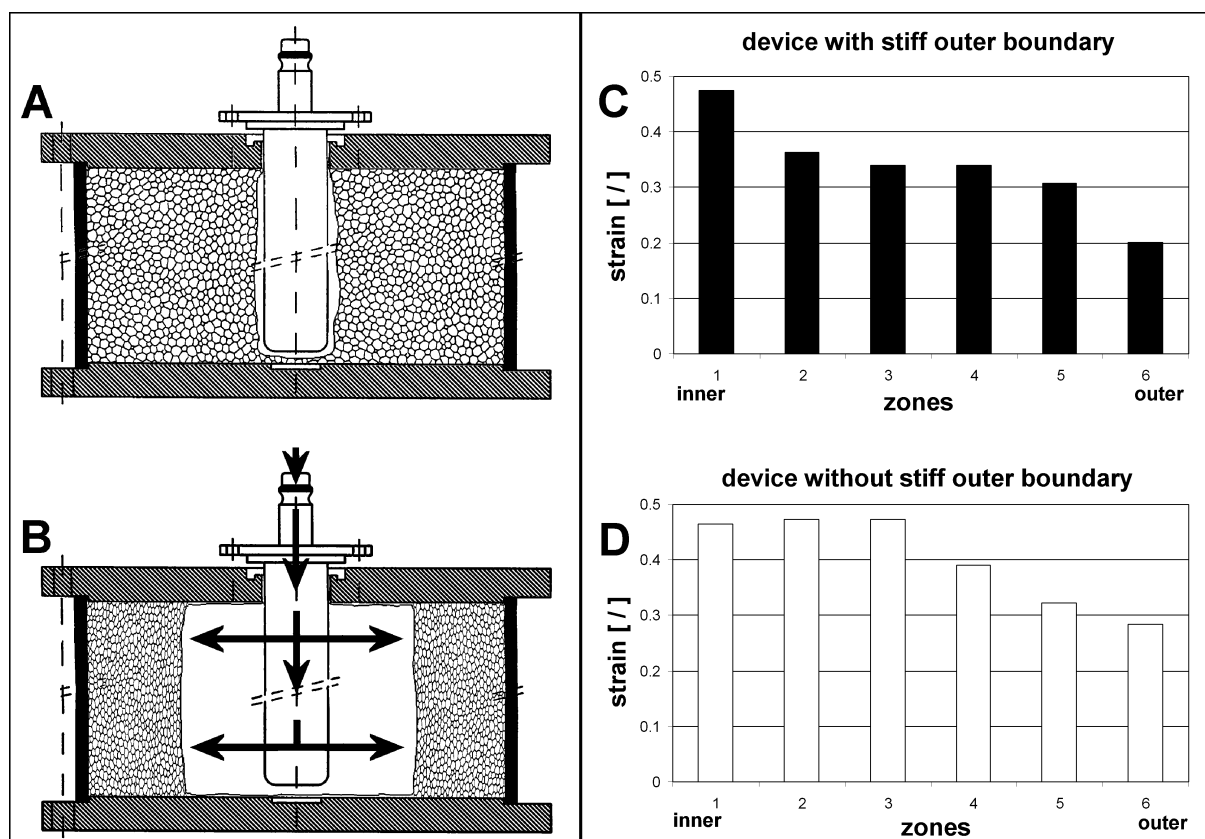 A
B
C
device with stiff outer boundary
strain [ / ]
0.5
0.4
0.3
0.2
0.1
0
1 2 3 4 5 6
inner outer
zones
D
device without stiff outer boundary
strain [ / ]
0.5
0.4
0.3
0.2
0.1
0
1 2 3 4 5 6
inner outer
zones